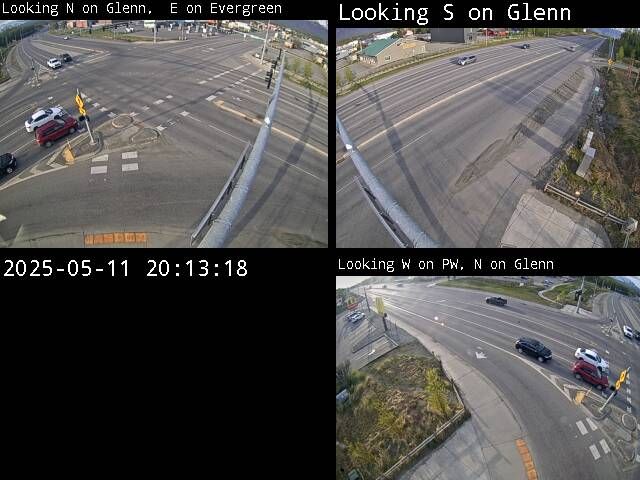 Looking N on Glenn,  E on Evergreen
Looking S on Glenn
2025-05-11 20:13:18
Looking W on PW, N on Glenn